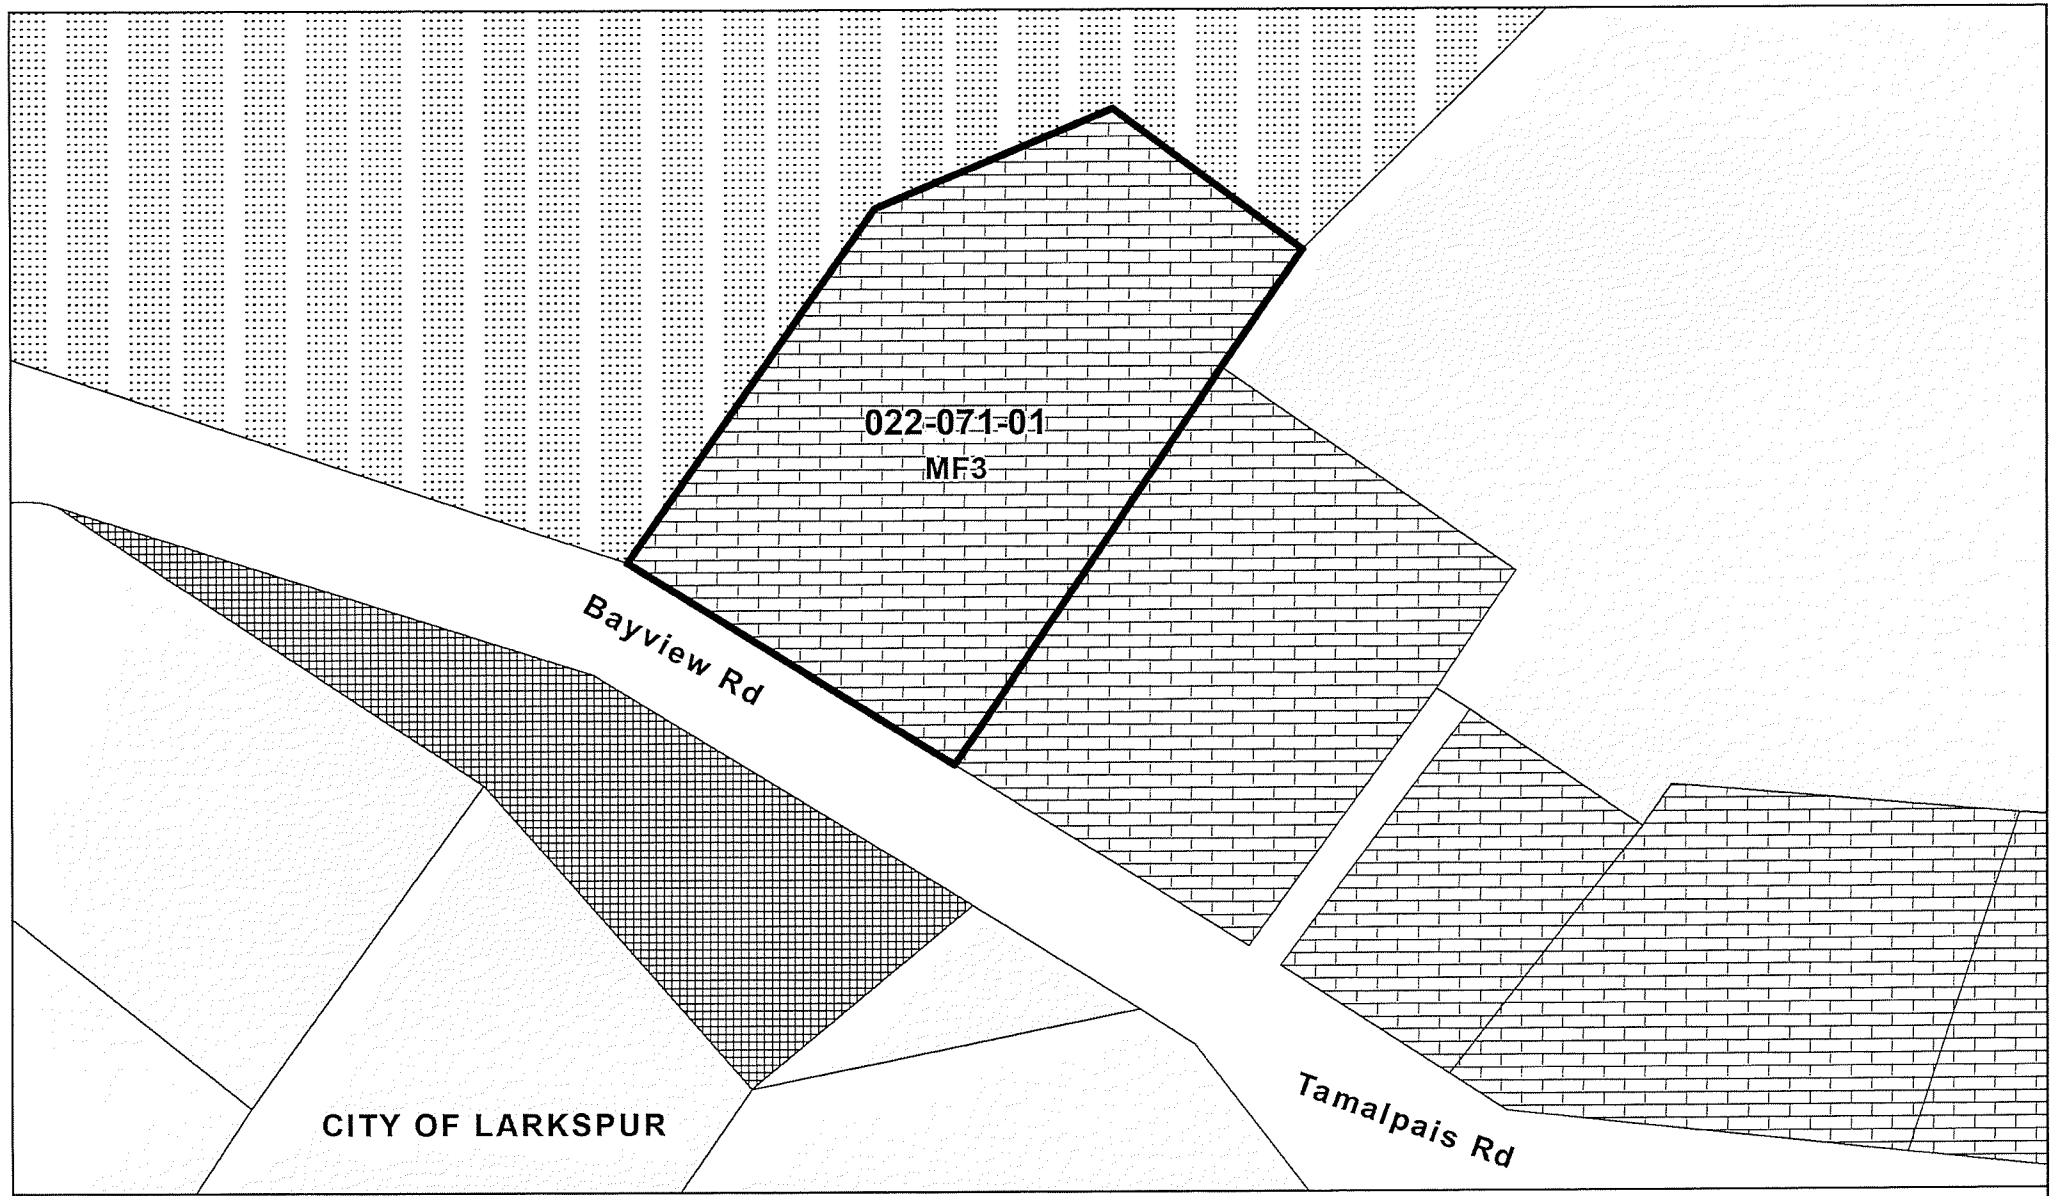 022-071-01
MF3
Bayview Rd
Tamalpais Rd
CITY OF LARKSPUR